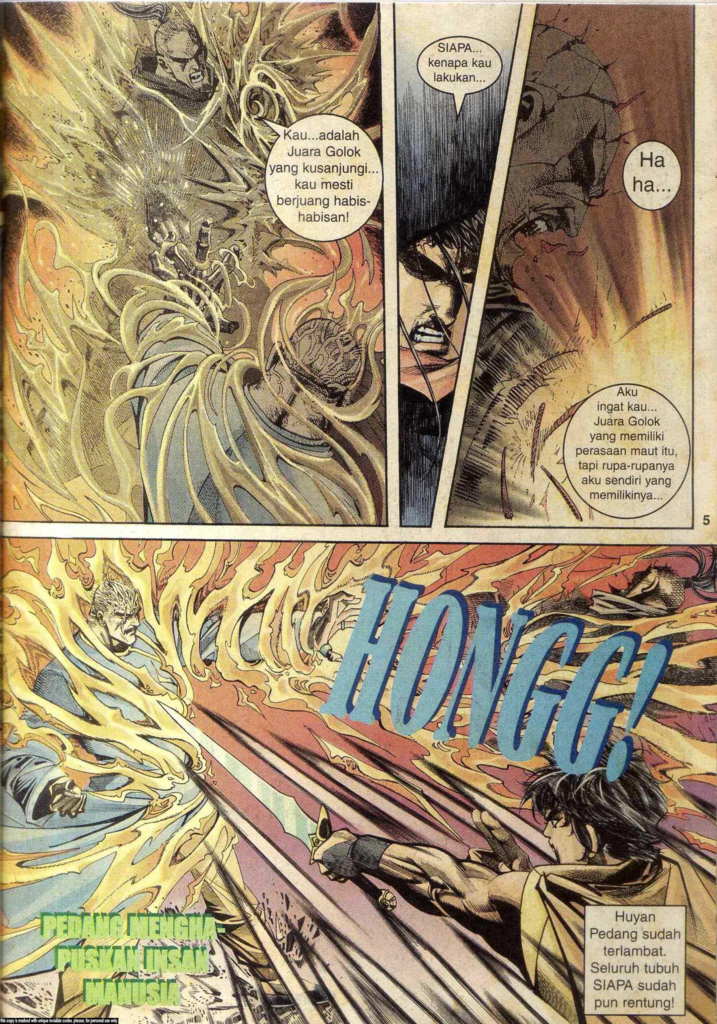 Kau...adalah
Juara Golok
yang kusanjungi...
kau mesti
berjuang habis-
habisan!
SIAPA...
kenapa kau
lakukan...
Ha
ha...
Aku
ingat kau...
Juara Golok
yang memiliki
perasaan maut itu,
tapi rupa-rupanya
aku sendiri yang
memilikinya...
5
HONGG!
PEDANG MENGHA-
PUSKAN INSAN
MANUSIA
Huyan
Pedang sudah
terlambat.
Seluruh tubuh
SIAPA sudah
pun rentung!